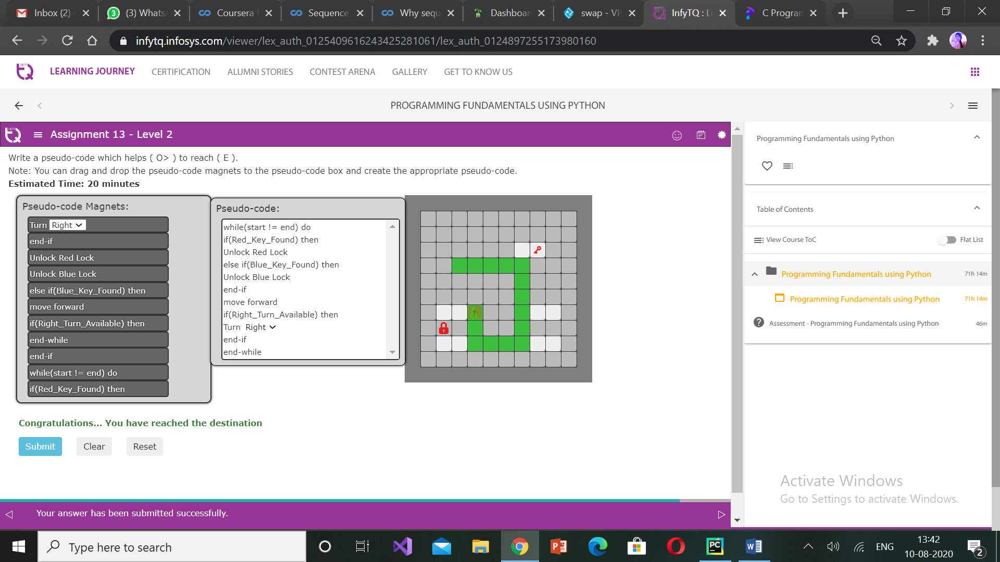 Inbox (2)
(3) Whats
Coursera
Sequence
Why sequ
Dashboar
swap - VP
InfyTQ : L
C Program
infytq.infosys.com/viewer/lex_auth_0125409616243425281061/lex_auth_0124897255173980160
LEARNING JOURNEY
CERTIFICATION
ALUMNI STORIES
CONTEST ARENA
GALLERY
GET TO KNOW US
PROGRAMMING FUNDAMENTALS USING PYTHON
Assignment 13 - Level 2
Write a pseudo-code which helps ( O> ) to reach ( E ).
Note: You can drag and drop the pseudo-code magnets to the pseudo-code box and create the appropriate pseudo-code.
Estimated Time: 20 minutes
Pseudo-code Magnets:
Turn Right
end-if
Unlock Red Lock
Unlock Blue Lock
else if(Blue_Key_Found) then
move forward
if(Right_Turn_Available) then
end-while
end-if
while(start != end) do
if(Red_Key_Found) then
Pseudo-code:
while(start != end) do
if(Red_Key_Found) then
Unlock Red Lock
else if(Blue_Key_Found) then
Unlock Blue Lock
end-if
move forward
if(Right_Turn_Available) then
Turn Right
end-if
end-while
Congratulations... You have reached the destination
Submit
Clear
Reset
Your answer has been submitted successfully.
Programming Fundamentals using Python
Table of Contents
View Course ToC
Flat List
Programming Fundamentals using Python 71h 14m
Programming Fundamentals using Python 71h 14m
Assessment - Programming Fundamentals using Python 46m
Activate Windows
Go to Settings to activate Windows.
Type here to search
ENG
13:42
10-08-2020
2